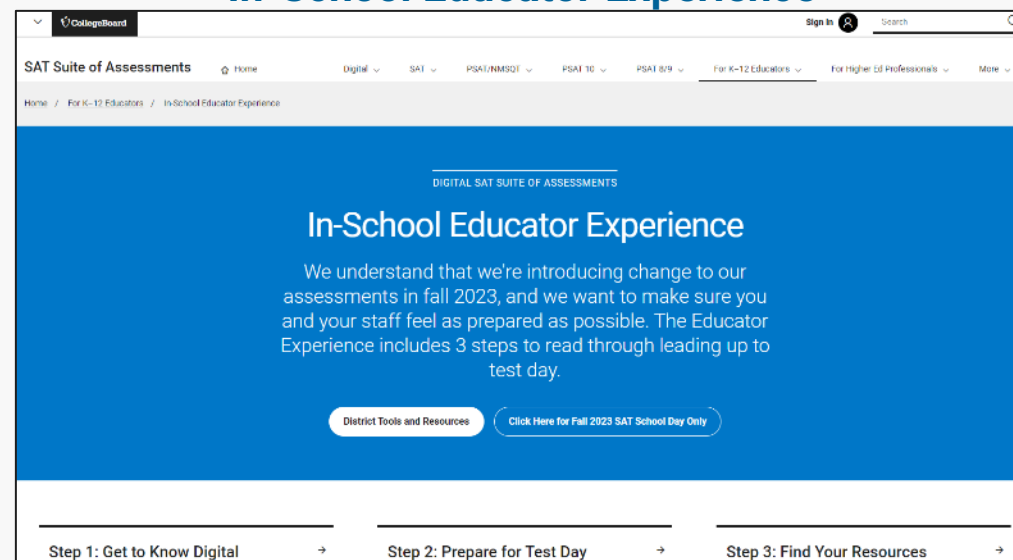 In-School Educator Experience
CollegeBoard
Sign In
Search
SAT Suite of Assessments
Home
Digital
SAT
PSAT/NMSQT
PSAT 10
PSAT 8/9
For K–12 Educators
For Higher Ed Professionals
More
Home / For K–12 Educators / In-School Educator Experience
DIGITAL SAT SUITE OF ASSESSMENTS
In-School Educator Experience
We understand that we're introducing change to our
assessments in fall 2023, and we want to make sure you
and your staff feel as prepared as possible. The Educator
Experience includes 3 steps to read through leading up to
test day.
District Tools and Resources
Click Here for Fall 2023 SAT School Day Only
Step 1: Get to Know Digital
Step 2: Prepare for Test Day
Step 3: Find Your Resources